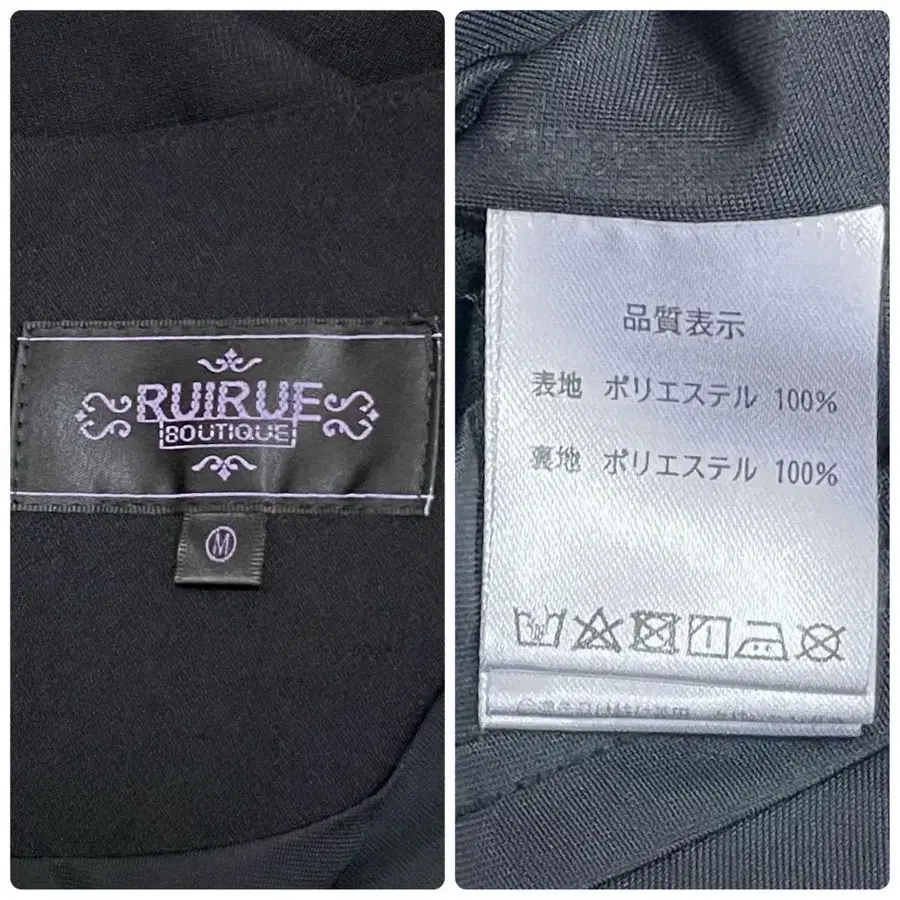 RUIRUE
BOUTIQUE
M
品質表示
表地 ポリエステル 100%
裏地 ポリエステル 100%